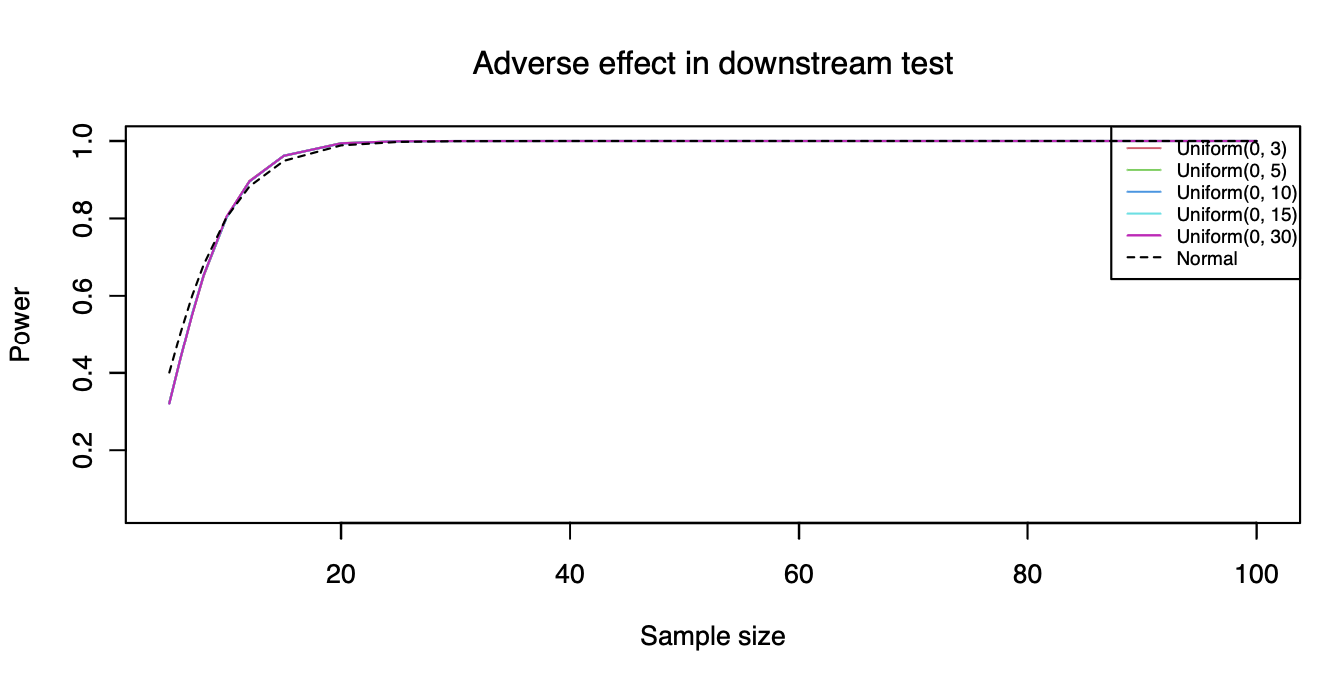 Adverse effect in downstream test
Power
1.0
0.8
0.6
0.4
0.2
Uniform(0, 3)
Uniform(0, 5)
Uniform(0, 10)
Uniform(0, 15)
Uniform(0, 30)
Normal
20 40 60 80 100
Sample size